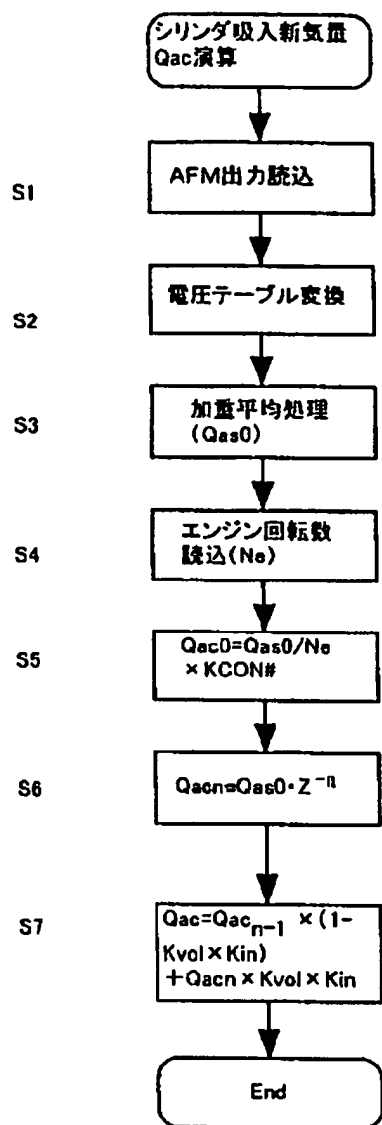 シリンダ吸入新気量
Qac演算
S1
AFM出力読込
S2
電圧テーブル変換
S3
加重平均処理
(Qas0)
S4
エンジン回転数
読込(Ne)
S5
Qac0=Qas0/Ne
×KCON#
S6
Qacn=Qas0・Z⁻ⁿ
S7
Qac=Qacₙ₋₁ ×(1-
Kvol×Kin)
+Qacn×Kvol×Kin
End